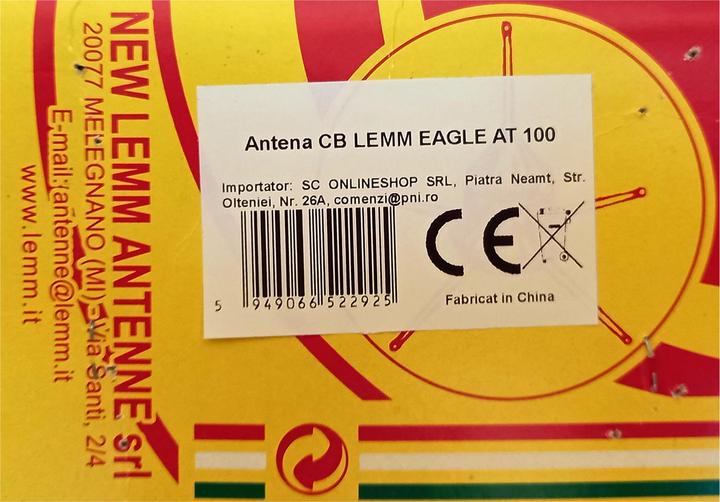 NEW LEMM ANTENNE srl
20077 MELEGNANO (MI) - Via Santi, 2/4
E-mail: antenne@lemm.it
www.lemm.it
Antena CB LEMM EAGLE AT 100
Importator: SC ONLINESHOP SRL, Piatra Neamt, Str.
Olteniei, Nr. 26A, comenzi@pni.ro
CE
5 949066 522925
Fabricat in China